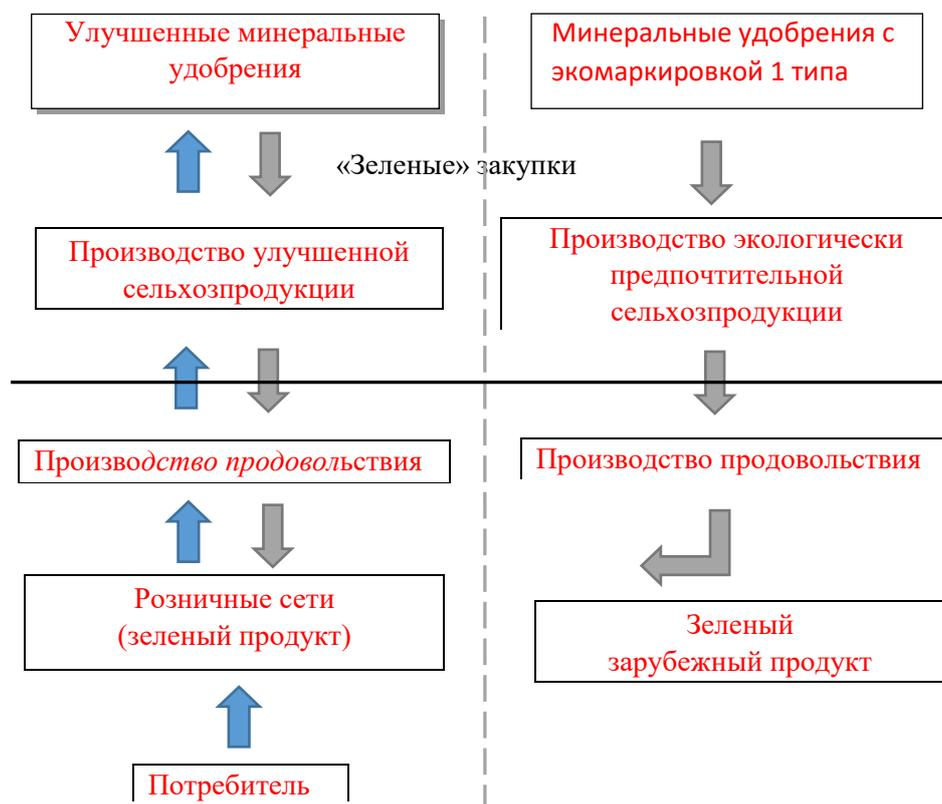 Улучшенные минеральные
удобрения
Минеральные удобрения с
экомаркировкой 1 типа
«Зеленые» закупки
Производство улучшенной
сельхозпродукции
Производство экологически
предпочтительной
сельхозпродукции
Производство продовольствия
Производство продовольствия
Розничные сети
(зеленый продукт)
Зеленый
зарубежный продукт
Потребитель